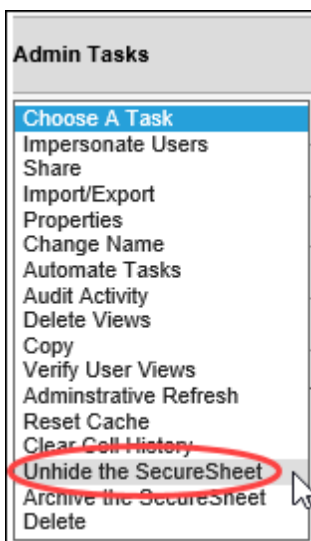 Admin Tasks
Choose A Task
Impersonate Users
Share
Import/Export
Properties
Change Name
Automate Tasks
Audit Activity
Delete Views
Copy
Verify User Views
Adminstrative Refresh
Reset Cache
Clear Cell History
Unhide the SecureSheet
Archive the SecureSheet
Delete